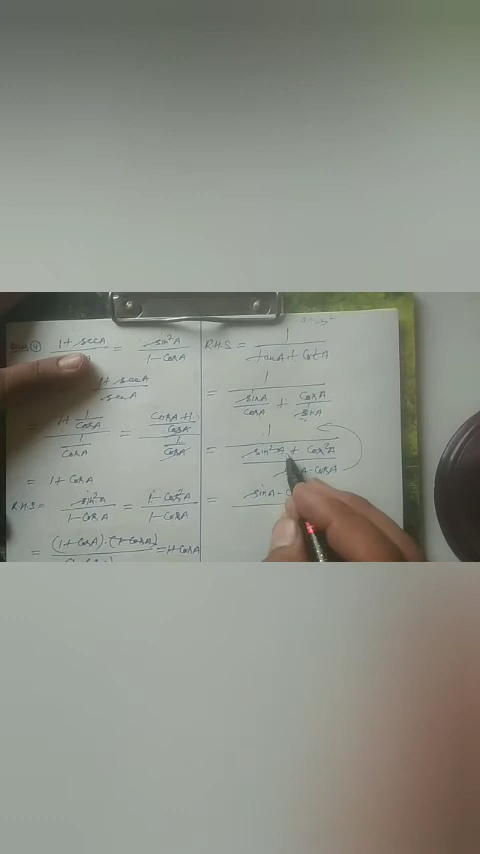 1 + secA / A = sin²A / 1 - CosA
1 + secA / secA
= 1 + 1/CosA / 1/CosA = CosA + 1 / CosA / 1/CosA
= 1 + CosA
R.H.S = sin²A / 1 - CosA = 1 - Cos²A / 1 - CosA
= (1 + CosA) · (1 - CosA) / = 1 + CosA
R.H.S = 1 / tanA + CotA
= 1 / sinA/CosA + CosA/sinA
= 1 / sin²A + Cos²A / A · CosA
= sinA ·